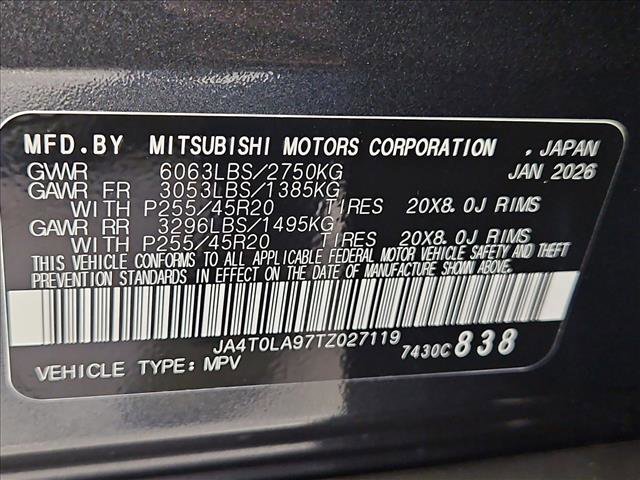 MFD.BY MITSUBISHI MOTORS CORPORATION , JAPAN
GVWR 6063LBS/2750KG JAN 2026
GAWR FR 3053LBS/1385KG
WITH P255/45R20 TIRES 20X8.0J RIMS
GAWR RR 3296LBS/1495KG
WITH P255/45R20 TIRES 20X8.0J RIMS
THIS VEHICLE CONFORMS TO ALL APPLICABLE FEDERAL MOTOR VEHICLE SAFETY AND THEFT
PREVENTION STANDARDS IN EFFECT ON THE DATE OF MANUFACTURE SHOWN ABOVE.
JA4T0LA97TZ027119
VEHICLE TYPE: MPV 7430C 838